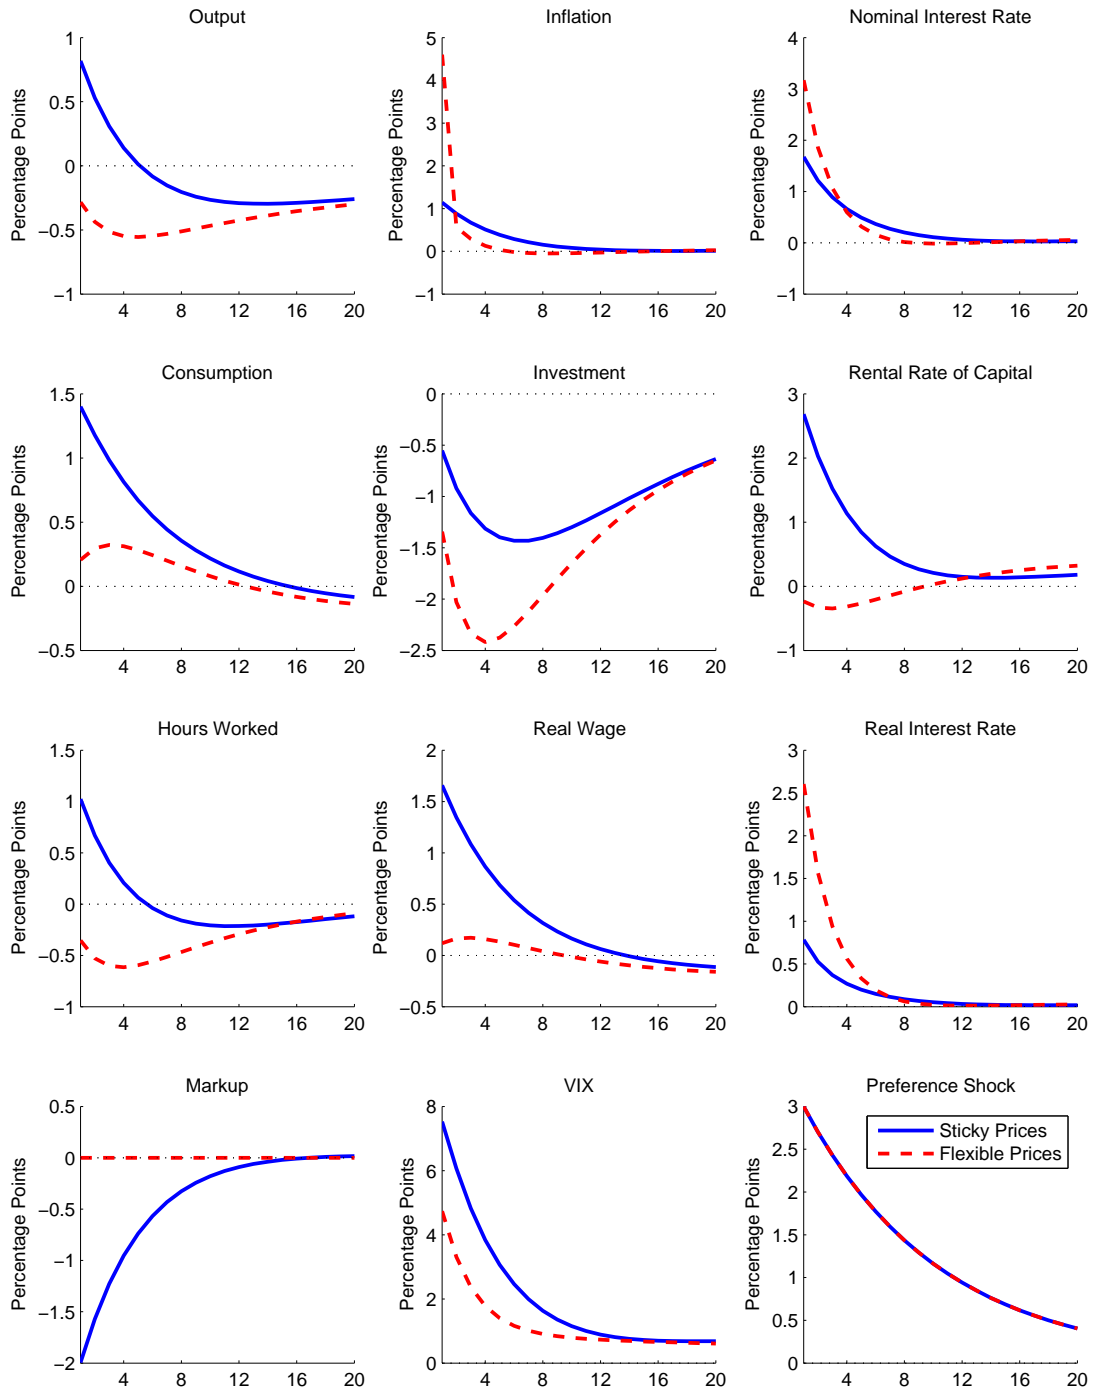 Output
Percentage Points
1
0.5
0
−0.5
−1
4 8 12 16 20
Inflation
Percentage Points
5
4
3
2
1
0
−1
4 8 12 16 20
Nominal Interest Rate
Percentage Points
4
3
2
1
0
−1
4 8 12 16 20
Consumption
Percentage Points
1.5
1
0.5
0
−0.5
4 8 12 16 20
Investment
Percentage Points
0
−0.5
−1
−1.5
−2
−2.5
4 8 12 16 20
Rental Rate of Capital
Percentage Points
3
2
1
0
−1
4 8 12 16 20
Hours Worked
Percentage Points
1.5
1
0.5
0
−0.5
−1
4 8 12 16 20
Real Wage
Percentage Points
2
1.5
1
0.5
0
−0.5
4 8 12 16 20
Real Interest Rate
Percentage Points
3
2.5
2
1.5
1
0.5
0
4 8 12 16 20
Markup
Percentage Points
0.5
0
−0.5
−1
−1.5
−2
4 8 12 16 20
VIX
Percentage Points
8
6
4
2
0
4 8 12 16 20
Preference Shock
Percentage Points
3
2.5
2
1.5
1
0.5
0
4 8 12 16 20
Sticky Prices
Flexible Prices